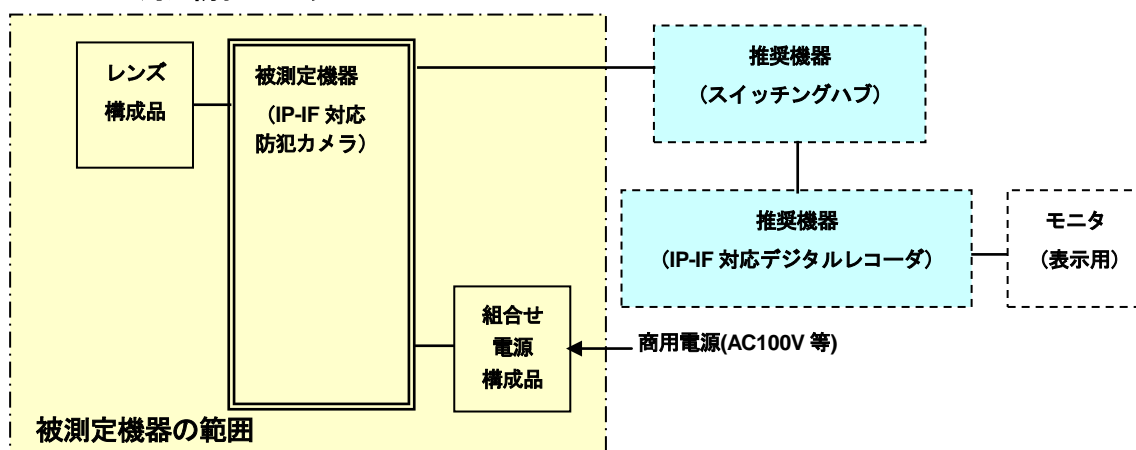 レンズ
構成品
被測定機器
（IP-IF 対応
防犯カメラ）
推奨機器
（スイッチングハブ）
推奨機器
（IP-IF 対応デジタルレコーダ）
モニタ
（表示用）
組合せ
電源
構成品
商用電源(AC100V 等)
被測定機器の範囲